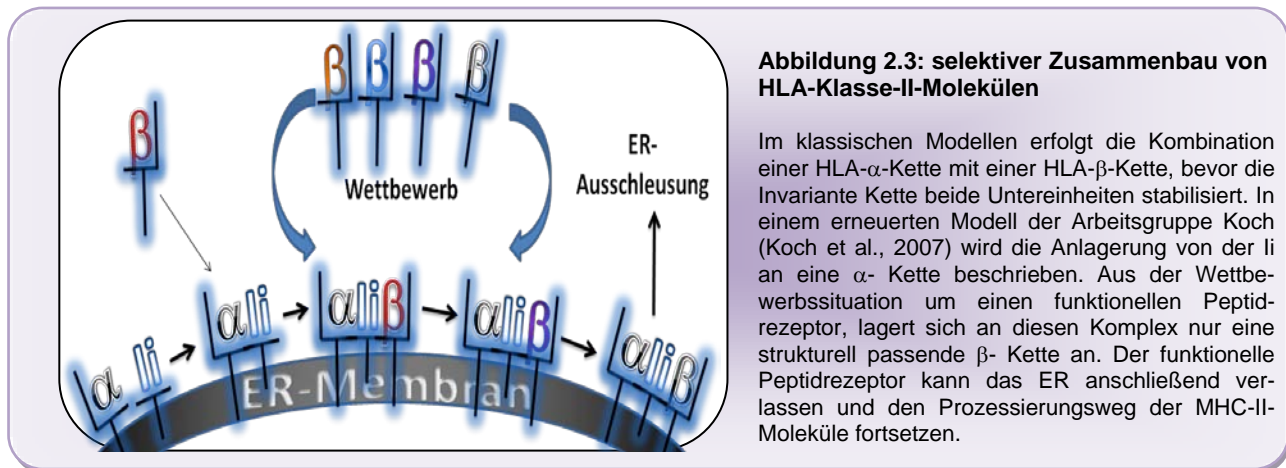 β β β β
β
Wettbewerb
ER-
Ausschleusung
α Ii
αIi
αIiβ
αIiβ
αIiβ
ER-Membran
Abbildung 2.3: selektiver Zusammenbau von
HLA-Klasse-II-Molekülen
Im klassischen Modellen erfolgt die Kombination
einer HLA-α-Kette mit einer HLA-β-Kette, bevor die
Invariante Kette beide Untereinheiten stabilisiert. In
einem erneuerten Modell der Arbeitsgruppe Koch
(Koch et al., 2007) wird die Anlagerung von der Ii
an eine α- Kette beschrieben. Aus der Wettbe-
werbssituation um einen funktionellen Peptid-
rezeptor, lagert sich an diesen Komplex nur eine
strukturell passende β- Kette an. Der funktionelle
Peptidrezeptor kann das ER anschließend ver-
lassen und den Prozessierungsweg der MHC-II-
Moleküle fortsetzen.